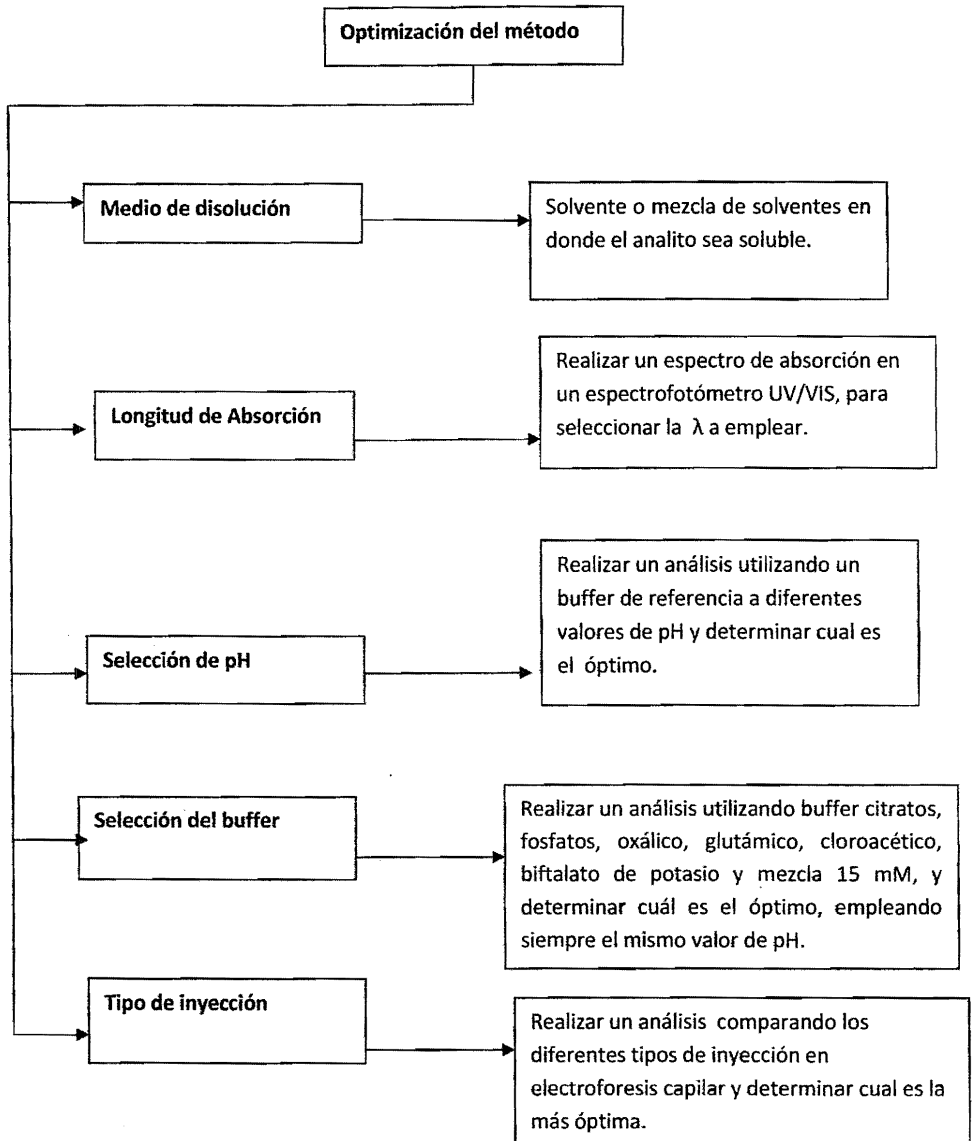 Optimización del método
Medio de disolución
Solvente o mezcla de solventes en
donde el analito sea soluble.
Longitud de Absorción
Realizar un espectro de absorción en
un espectrofotómetro UV/ViS, para
seleccionar la λ a emplear.
Selección de pH
Realizar un análisis utilizando un
buffer de referencia a diferentes
valores de pH y determinar cual es
el óptimo.
Selección del buffer
Realizar un análisis utilizando buffer citratos,
fosfatos, oxálico, glutámico, cloroacético,
biftalato de potasio y mezcla 15 mM, y
determinar cuál es el óptimo, empleando
siempre el mismo valor de pH.
Tipo de inyección
Realizar un análisis comparando los
diferentes tipos de inyección en
electroforesis capilar y determinar cual es la
más óptima.